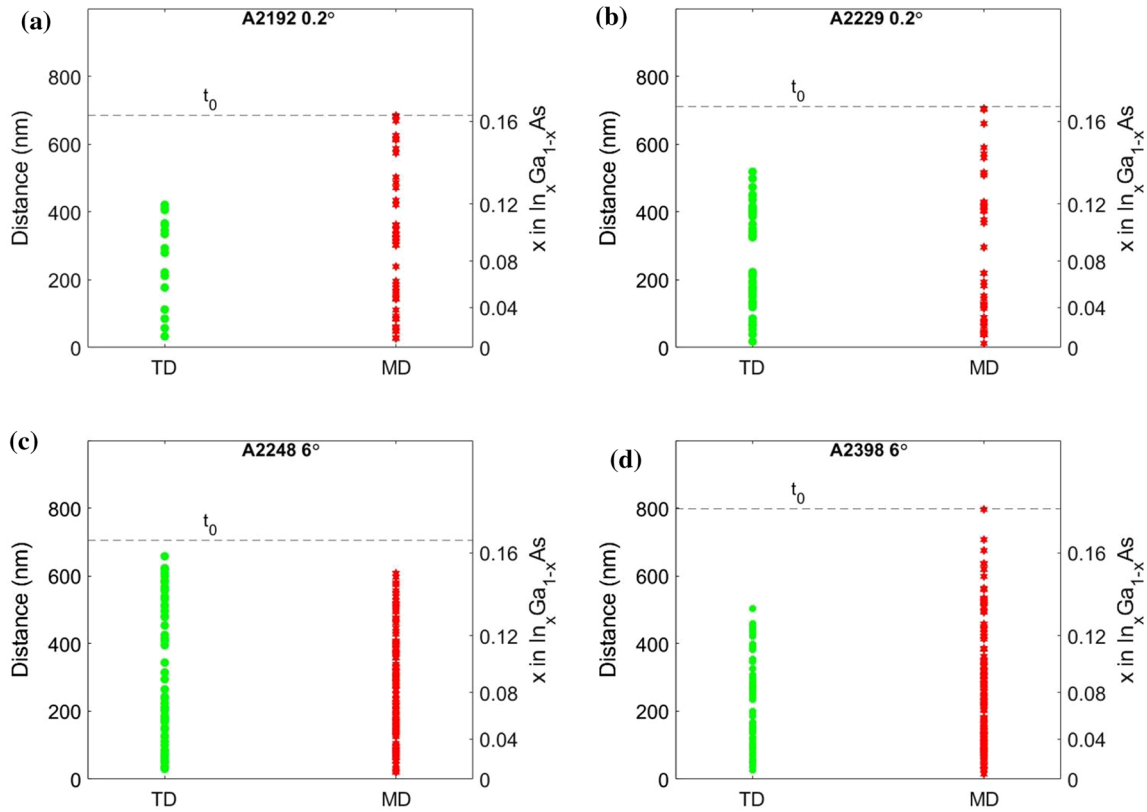 (a)
A2192 0.2°
t0
800
600
400
200
0
Distance (nm)
0.16
0.12
0.08
0.04
0
x in InxGa1-xAs
TD
MD
(b)
A2229 0.2°
t0
800
600
400
200
0
Distance (nm)
0.16
0.12
0.08
0.04
0
x in InxGa1-xAs
TD
MD
(c)
A2248 6°
t0
800
600
400
200
0
Distance (nm)
0.16
0.12
0.08
0.04
0
x in InxGa1-xAs
TD
MD
(d)
A2398 6°
t0
800
600
400
200
0
Distance (nm)
0.16
0.12
0.08
0.04
0
x in InxGa1-xAs
TD
MD